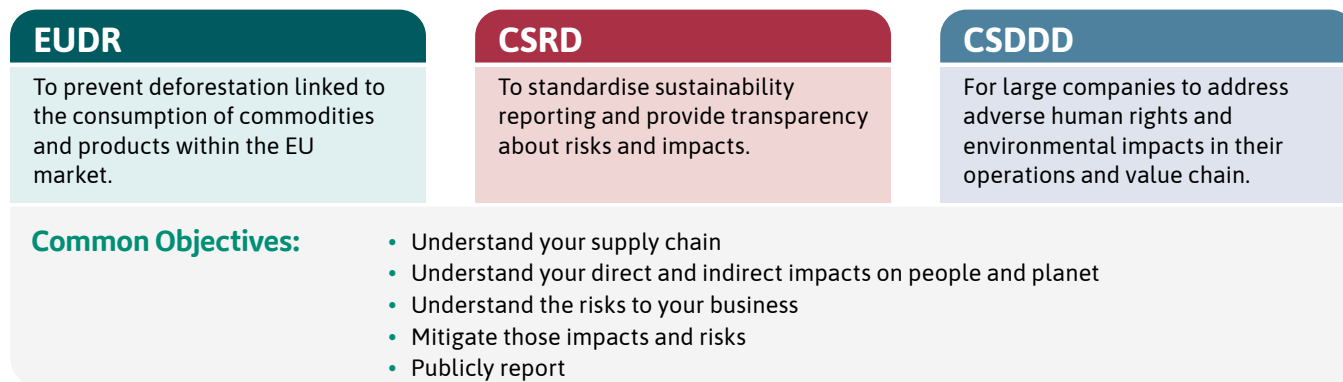 EUDR
To prevent deforestation linked to
the consumption of commodities
and products within the EU
market.
CSRD
To standardise sustainability
reporting and provide transparency
about risks and impacts.
CSDDD
For large companies to address
adverse human rights and
environmental impacts in their
operations and value chain.
Common Objectives:
• Understand your supply chain
• Understand your direct and indirect impacts on people and planet
• Understand the risks to your business
• Mitigate those impacts and risks
• Publicly report